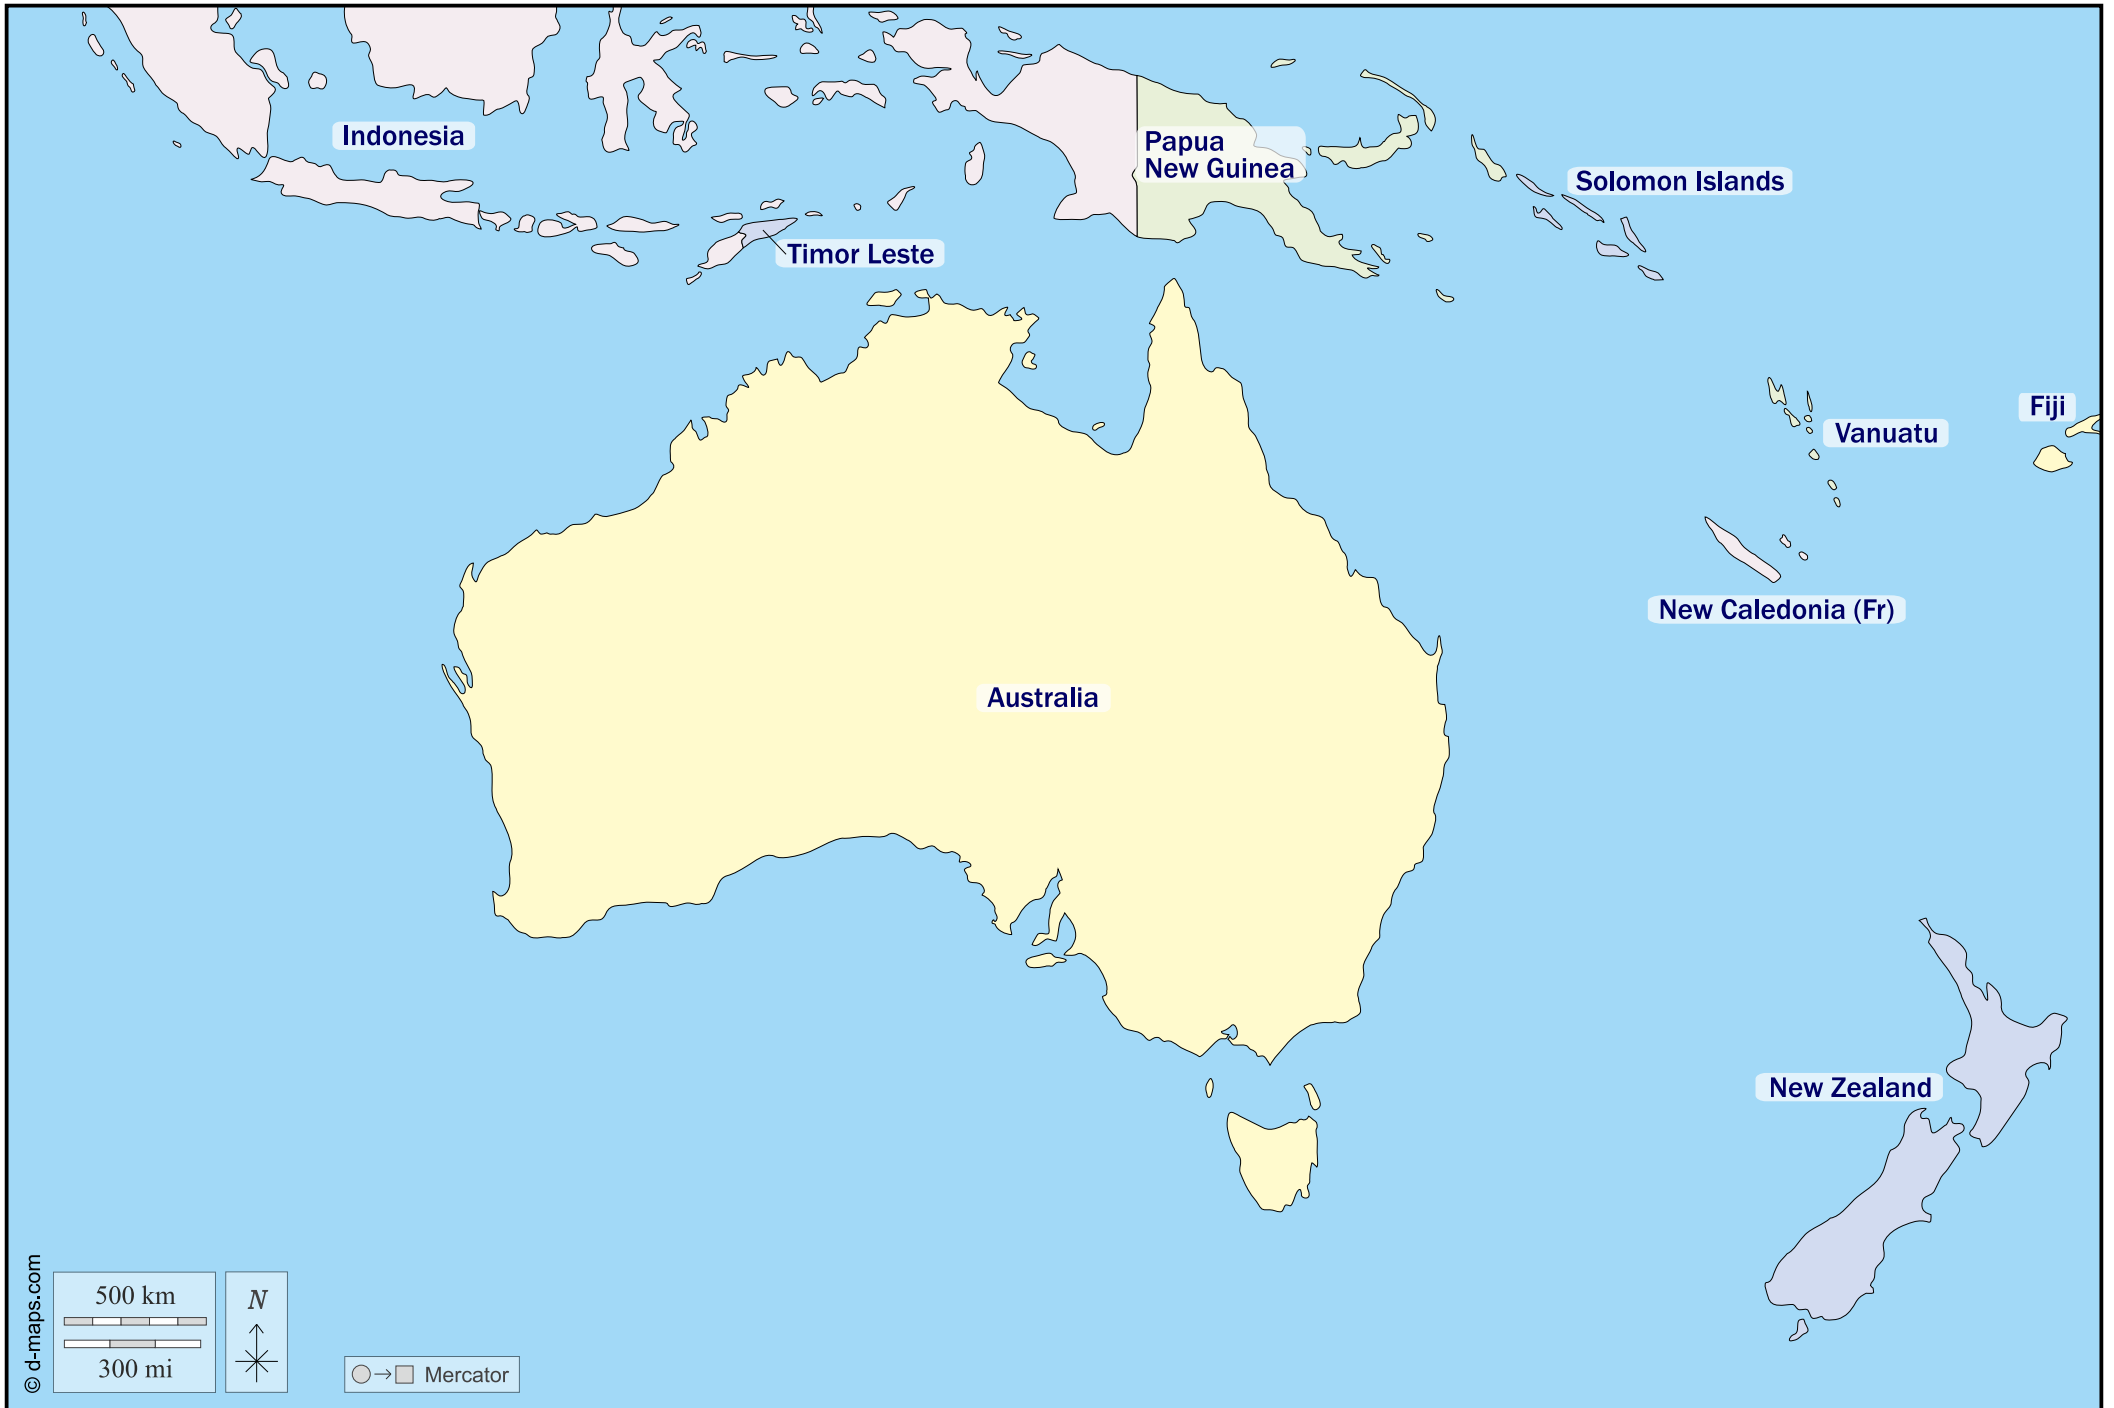 Indonesia
Papua
New Guinea
Solomon Islands
Timor Leste
Fiji
Vanuatu
New Caledonia (Fr)
Australia
New Zealand
© d-maps.com
500 km
300 mi
N
Mercator